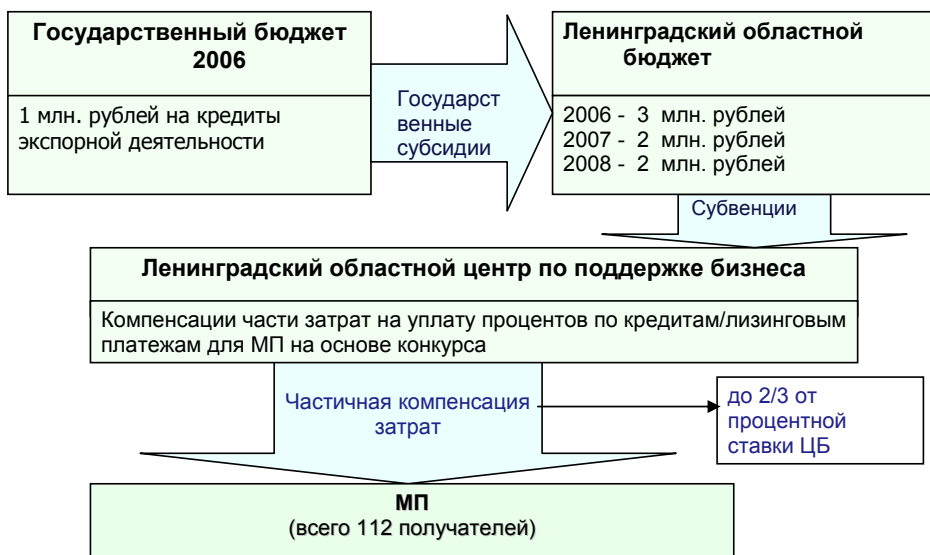 Государственный бюджет
2006
1 млн. рублей на кредиты
экспорной деятельности
Государст
венные
субсидии
Ленинградский областной
бюджет
2006 - 3 млн. рублей
2007 - 2 млн. рублей
2008 - 2 млн. рублей
Субвенции
Ленинградский областной центр по поддержке бизнеса
Компенсации части затрат на уплату процентов по кредитам/лизинговым
платежам для МП на основе конкурса
Частичная компенсация
затрат
до 2/3 от
процентной
ставки ЦБ
МП
(всего 112 получателей)